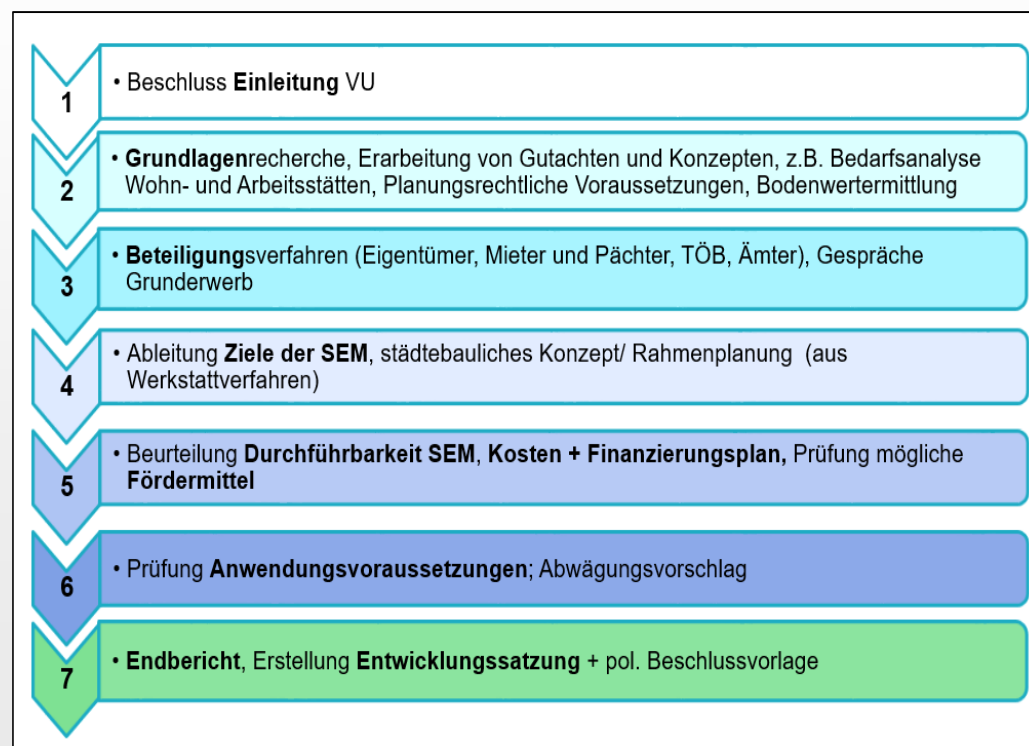 1
• Beschluss Einleitung VU
2
• Grundlagenrecherche, Erarbeitung von Gutachten und Konzepten, z.B. Bedarfsanalyse
Wohn- und Arbeitsstätten, Planungsrechtliche Voraussetzungen, Bodenwertermittlung
3
• Beteiligungsverfahren (Eigentümer, Mieter und Pächter, TÖB, Ämter), Gespräche
Grunderwerb
4
• Ableitung Ziele der SEM, städtebauliches Konzept/ Rahmenplanung (aus
Werkstattverfahren)
5
• Beurteilung Durchführbarkeit SEM, Kosten + Finanzierungsplan, Prüfung mögliche
Fördermittel
6
• Prüfung Anwendungsvoraussetzungen; Abwägungsvorschlag
7
• Endbericht, Erstellung Entwicklungssatzung + pol. Beschlussvorlage